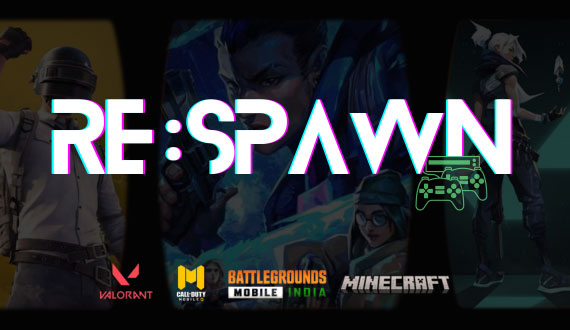 RE:SPAWN
VALORANT
CALL OF DUTY
MOBILE
BATTLEGROUNDS
MOBILE INDIA
MINECRAFT